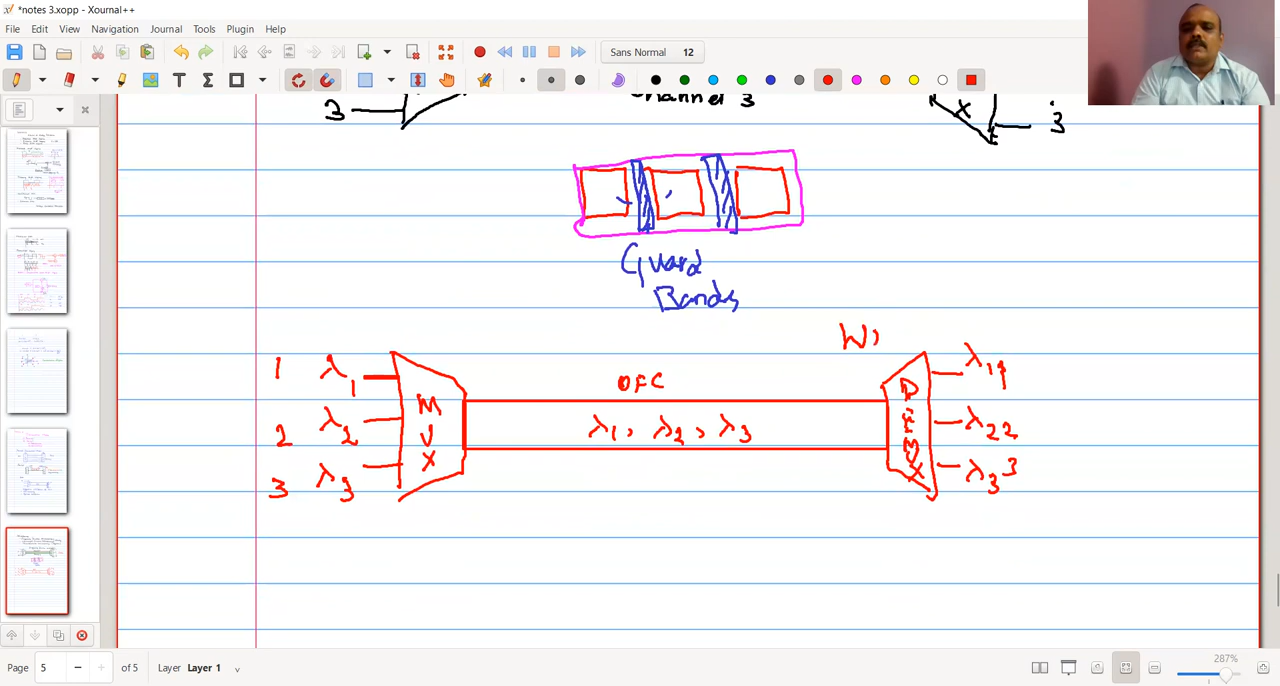 *notes 3.xopp - Xournal++
File Edit View Navigation Journal Tools Plugin Help
Sans Normal 12
3 Channel 3 X 3
Guard
Bands
W
1 λ1 OFC λ1 1
2 λ2 MUX λ1, λ2, λ3 DEMUX λ2 2
3 λ3 λ3 3
Page 5 of 5 Layer Layer 1 287%